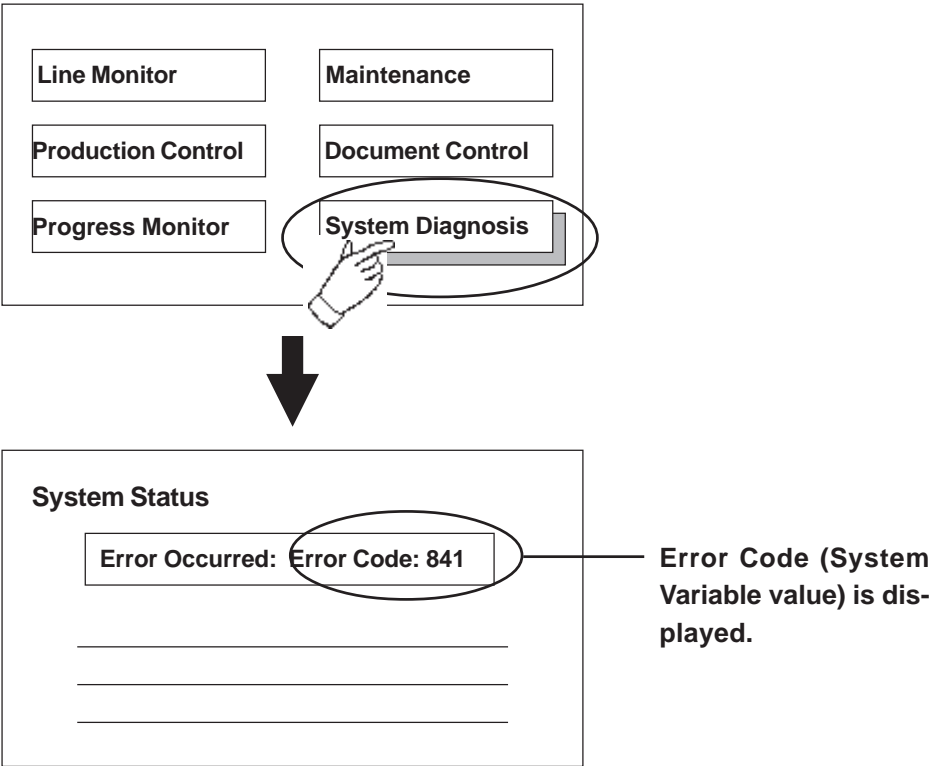 Line Monitor
Maintenance
Production Control
Document Control
Progress Monitor
System Diagnosis
System Status
Error Occurred: Error Code: 841
Error Code (System
Variable value) is dis-
played.